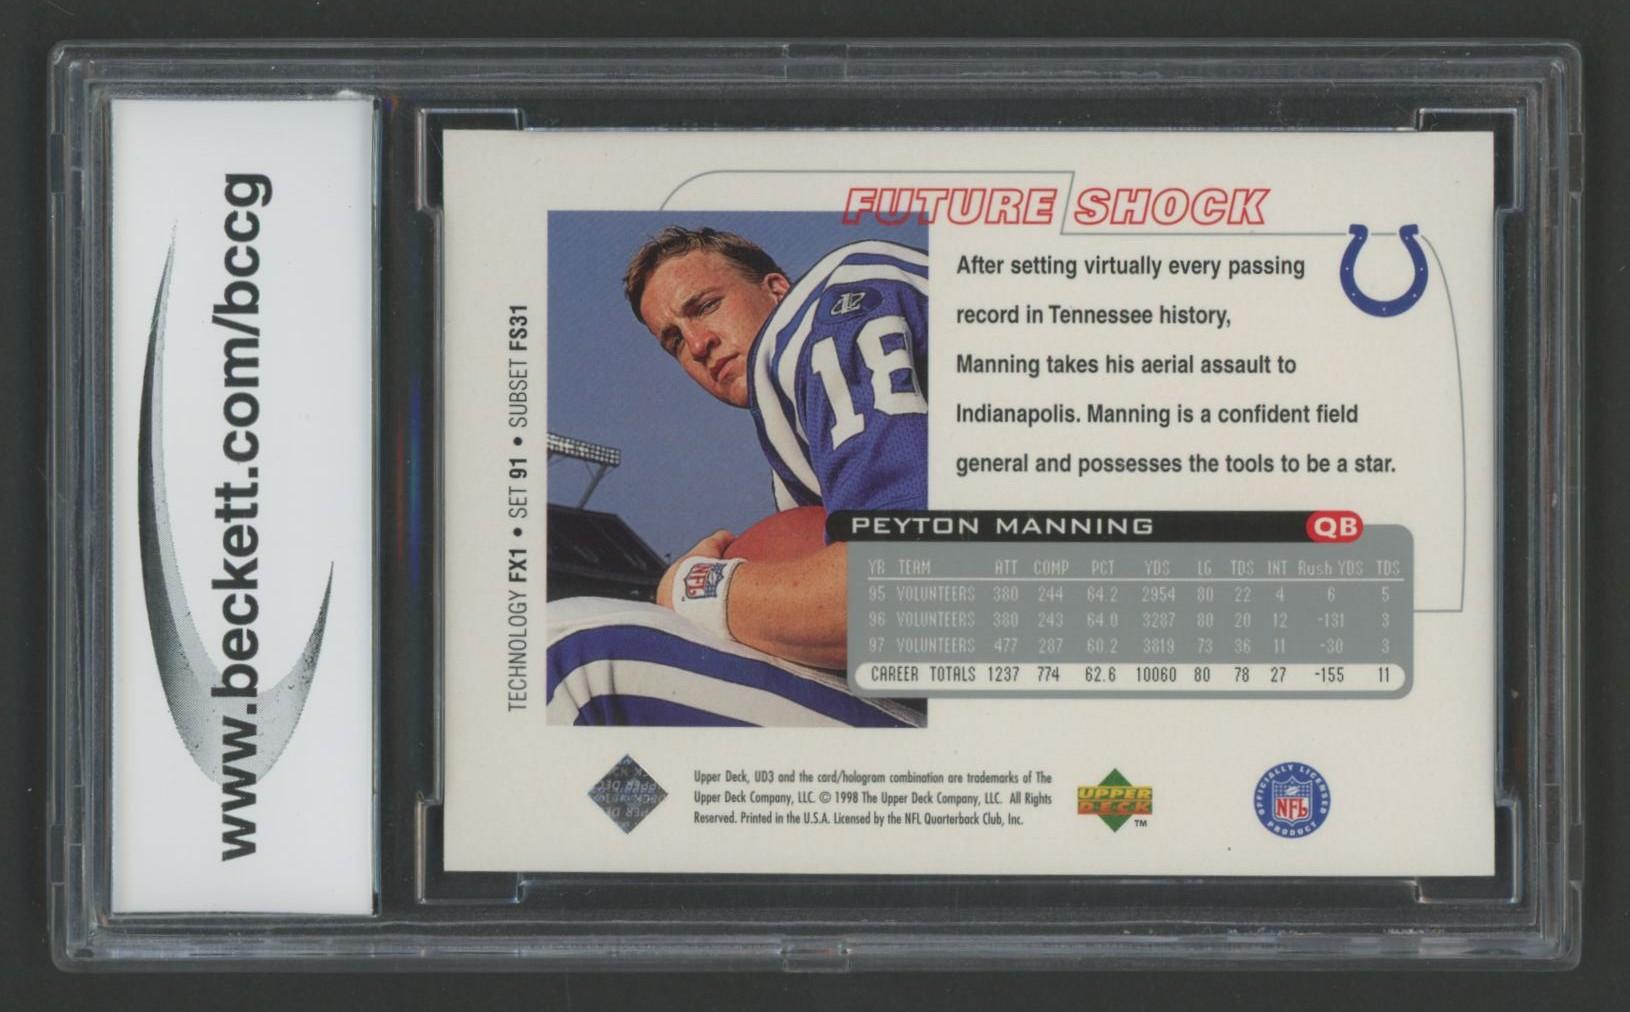 www.beckett.com/bccg
FUTURE SHOCK
After setting virtually every passing
record in Tennessee history,
Manning takes his aerial assault to
Indianapolis. Manning is a confident field
general and possesses the tools to be a star.
TECHNOLOGY FX1 • SET 91 • SUBSET FS31
18
NFL
PEYTON MANNING QB
YR TEAM ATT COMP PCT YDS LG TDS INT Rush YDS TDS
95 VOLUNTEERS 380 244 64.2 2954 80 22 4 6 5
96 VOLUNTEERS 380 243 64.0 3287 80 20 12 -131 3
97 VOLUNTEERS 477 287 60.2 3819 73 36 11 -30 3
CAREER TOTALS 1237 774 62.6 10060 80 78 27 -155 11
Upper Deck, UD3 and the card/hologram combination are trademarks of The
Upper Deck Company, LLC. © 1998 The Upper Deck Company, LLC. All Rights
Reserved. Printed in the U.S.A. Licensed by the NFL Quarterback Club, Inc.
UPPER
DECK
TM
OFFICIALLY LICENSED
NFL
PRODUCT